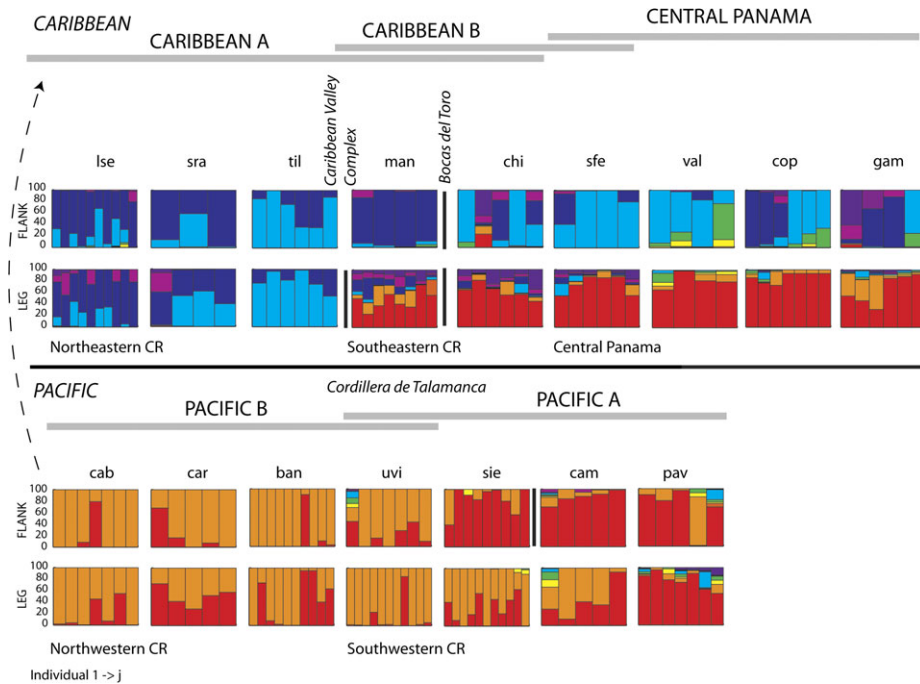 CARIBBEAN
CARIBBEAN A
CARIBBEAN B
CENTRAL PANAMA
Caribbean Valley
Complex
Bocas del Toro
lse sra til man chi sfe val cop gam
FLANK
100
80
60
40
20
0
LEG
100
80
60
40
20
0
Northeastern CR
Southeastern CR
Central Panama
PACIFIC
Cordillera de Talamanca
PACIFIC B
PACIFIC A
cab car ban uvi sie cam pav
FLANK
100
80
60
40
20
0
LEG
100
80
60
40
20
0
Northwestern CR
Southwestern CR
Individual 1 -> j